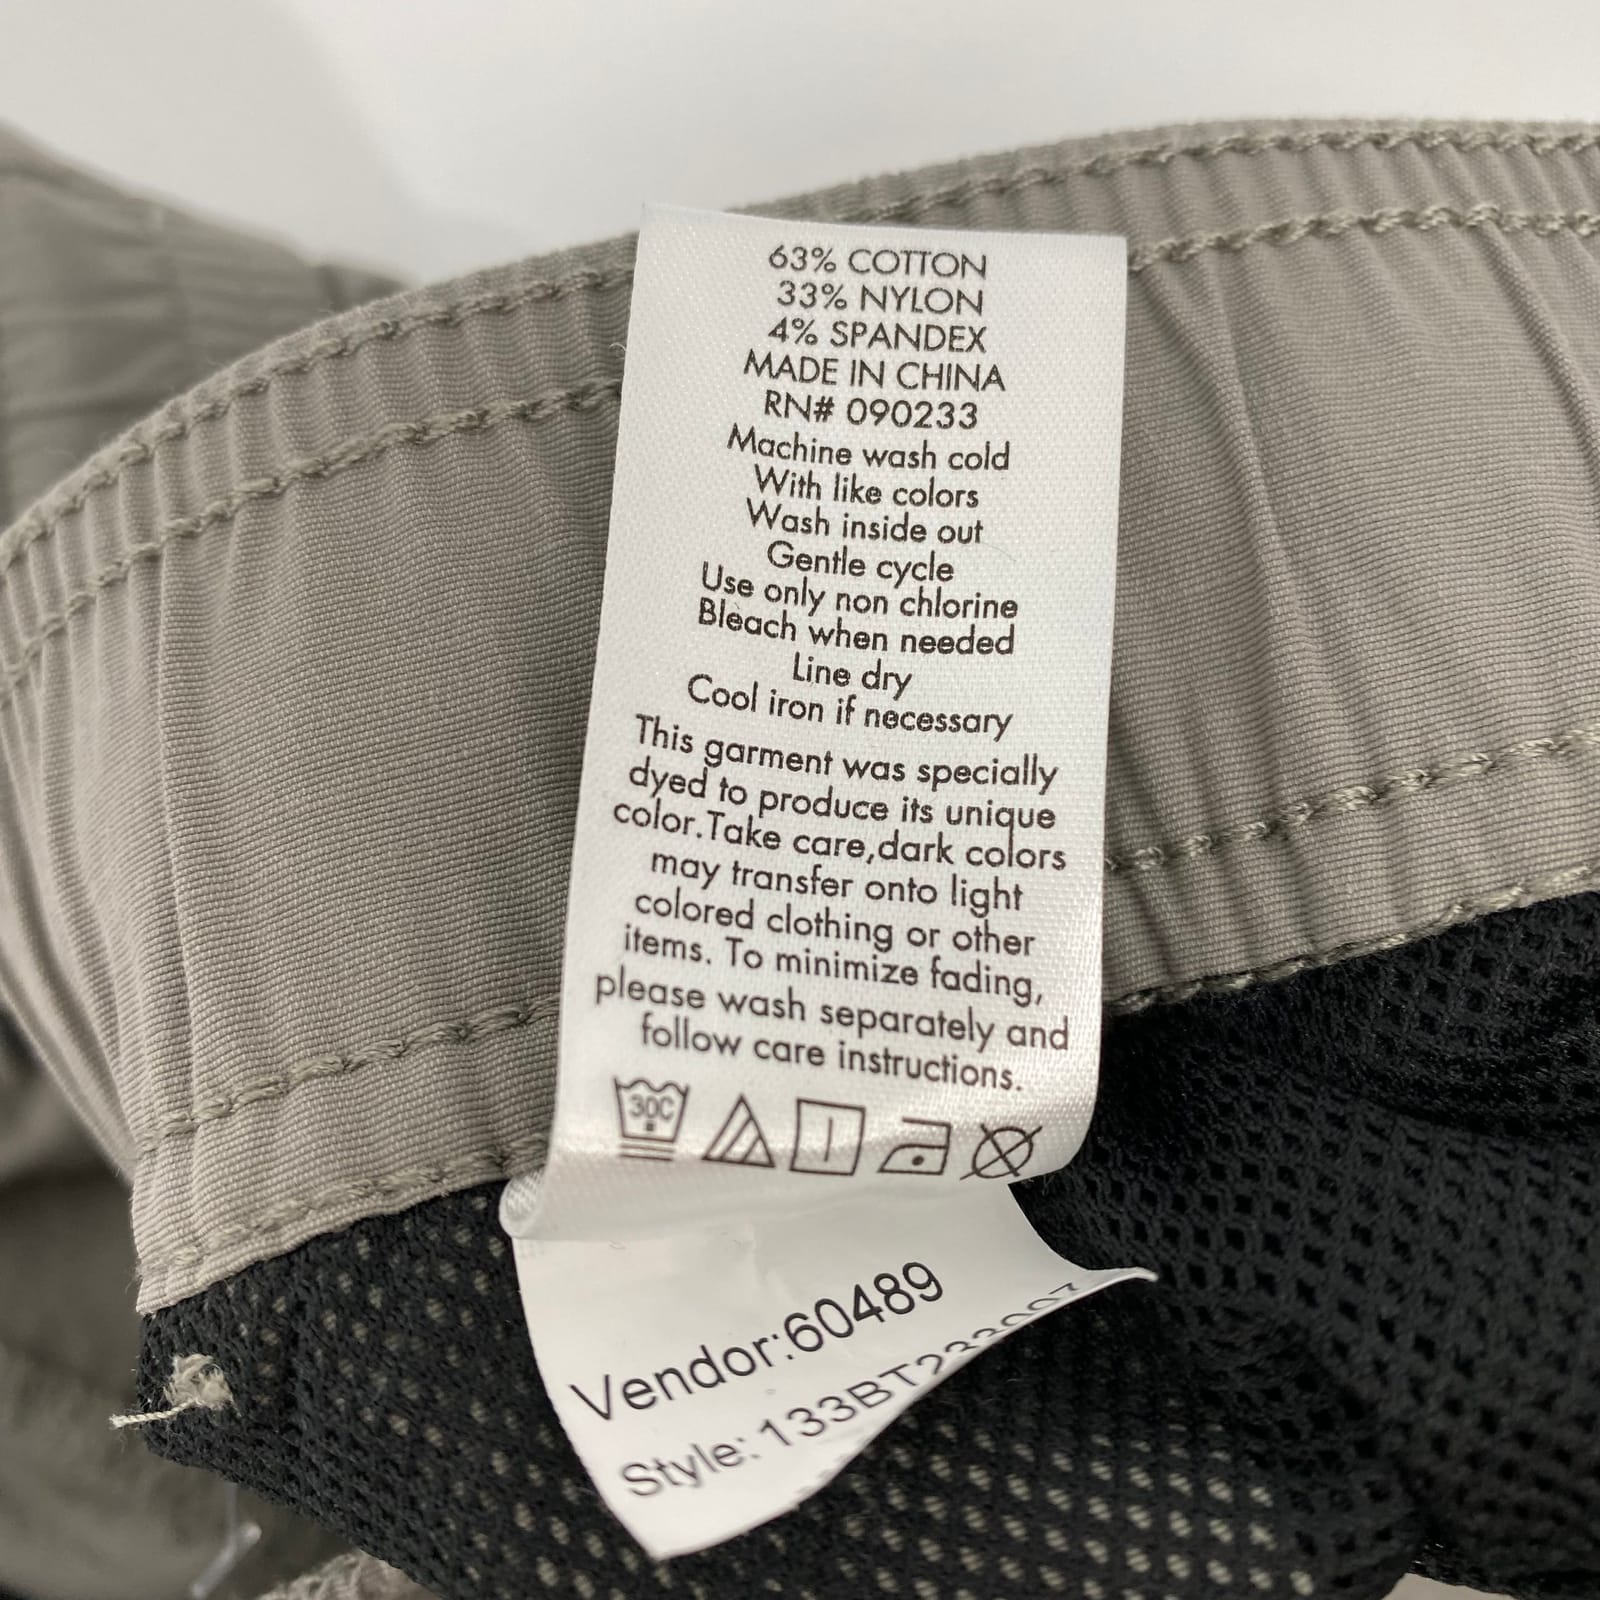 63% COTTON
33% NYLON
4% SPANDEX
MADE IN CHINA
RN# 090233
Machine wash cold
With like colors
Wash inside out
Gentle cycle
Use only non chlorine
Bleach when needed
Line dry
Cool iron if necessary
This garment was specially
dyed to produce its unique
color.Take care,dark colors
may transfer onto light
colored clothing or other
items. To minimize fading,
please wash separately and
follow care instructions.
30C
Vendor:60489
Style: